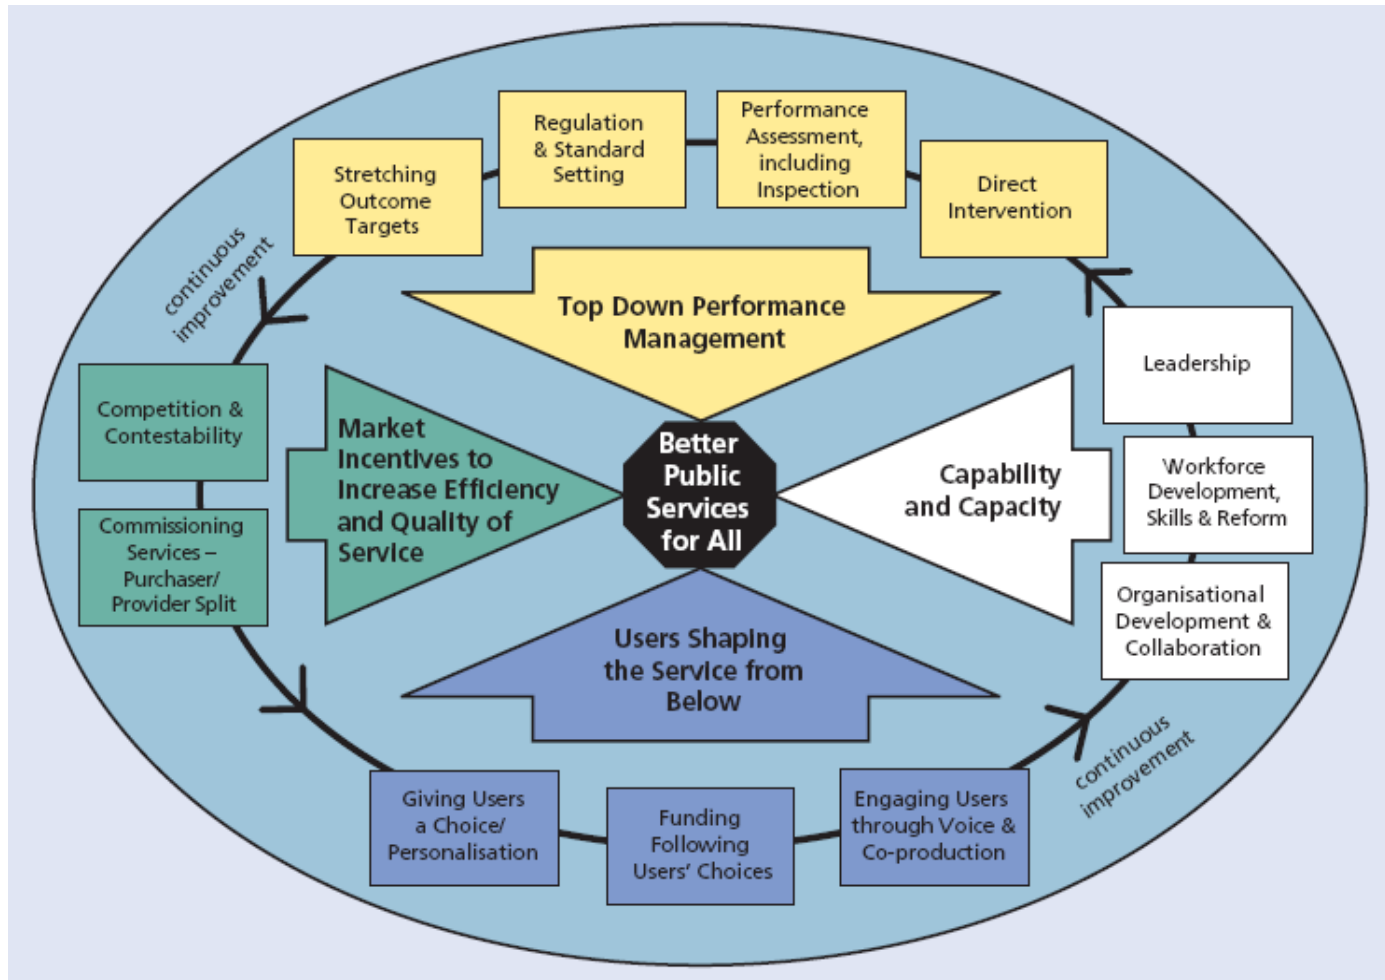 Regulation
& Standard
Setting
Performance
Assessment,
including
Inspection
Stretching
Outcome
Targets
Direct
Intervention
continuous
improvement
Top Down Performance
Management
Leadership
Competition &
Contestability
Market
Incentives to
Increase Efficiency
and Quality of
Service
Better
Public
Services
for All
Capability
and Capacity
Workforce
Development,
Skills & Reform
Commissioning
Services –
Purchaser/
Provider Split
Organisational
Development &
Collaboration
Users Shaping
the Service from
Below
continuous
improvement
Giving Users
a Choice/
Personalisation
Funding
Following
Users’ Choices
Engaging Users
through Voice &
Co-production